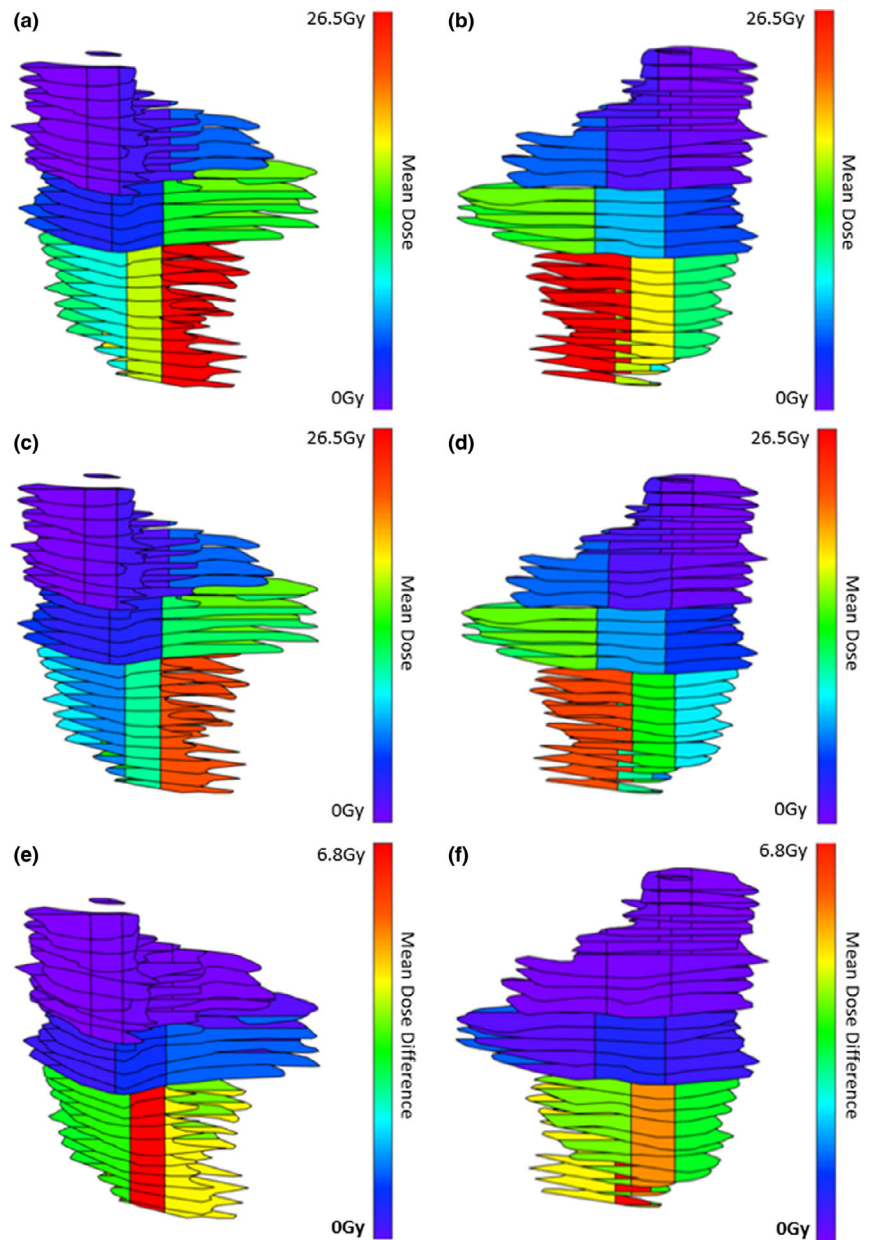 (a)
26.5Gy
Mean Dose
0Gy
(b)
26.5Gy
Mean Dose
0Gy
(c)
26.5Gy
Mean Dose
0Gy
(d)
26.5Gy
Mean Dose
0Gy
(e)
6.8Gy
Mean Dose Difference
0Gy
(f)
6.8Gy
Mean Dose Difference
0Gy